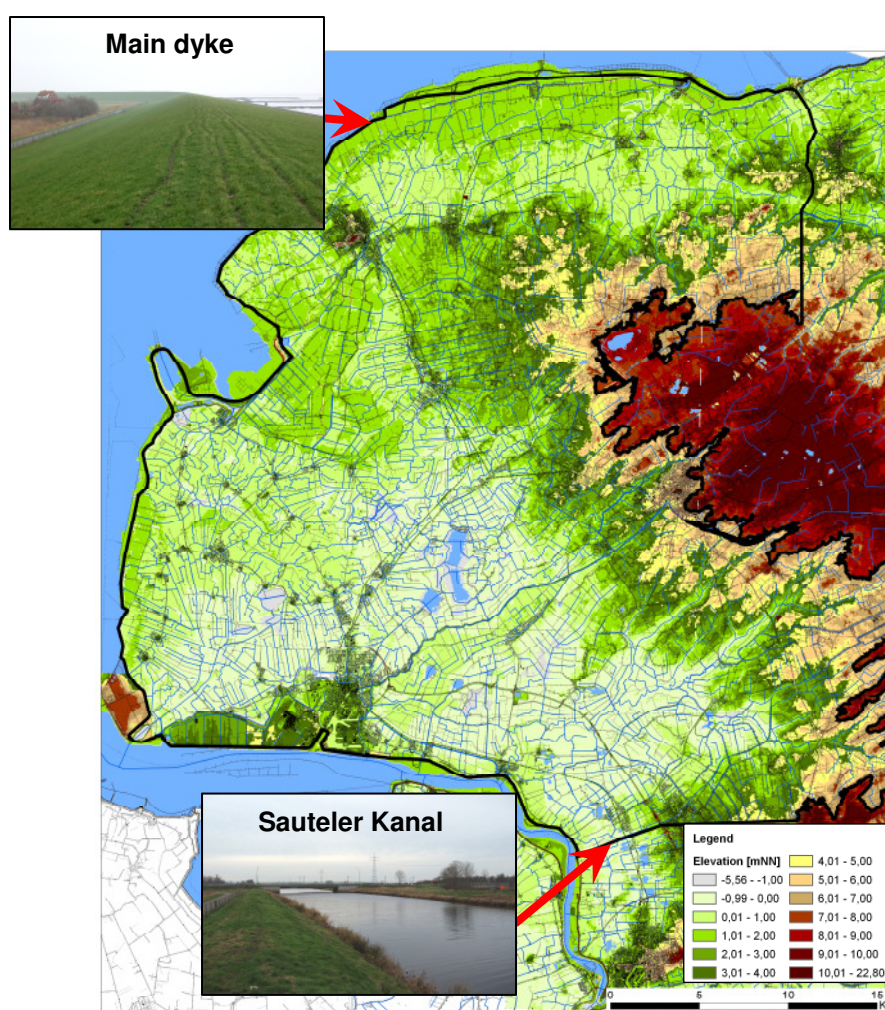 Main dyke
Sauteler Kanal
Legend
Elevation [mNN]
-5,56 - -1,00
-0,99 - 0,00
0,01 - 1,00
1,01 - 2,00
2,01 - 3,00
3,01 - 4,00
4,01 - 5,00
5,01 - 6,00
6,01 - 7,00
7,01 - 8,00
8,01 - 9,00
9,01 - 10,00
10,01 - 22,80
0 5 10 15
K